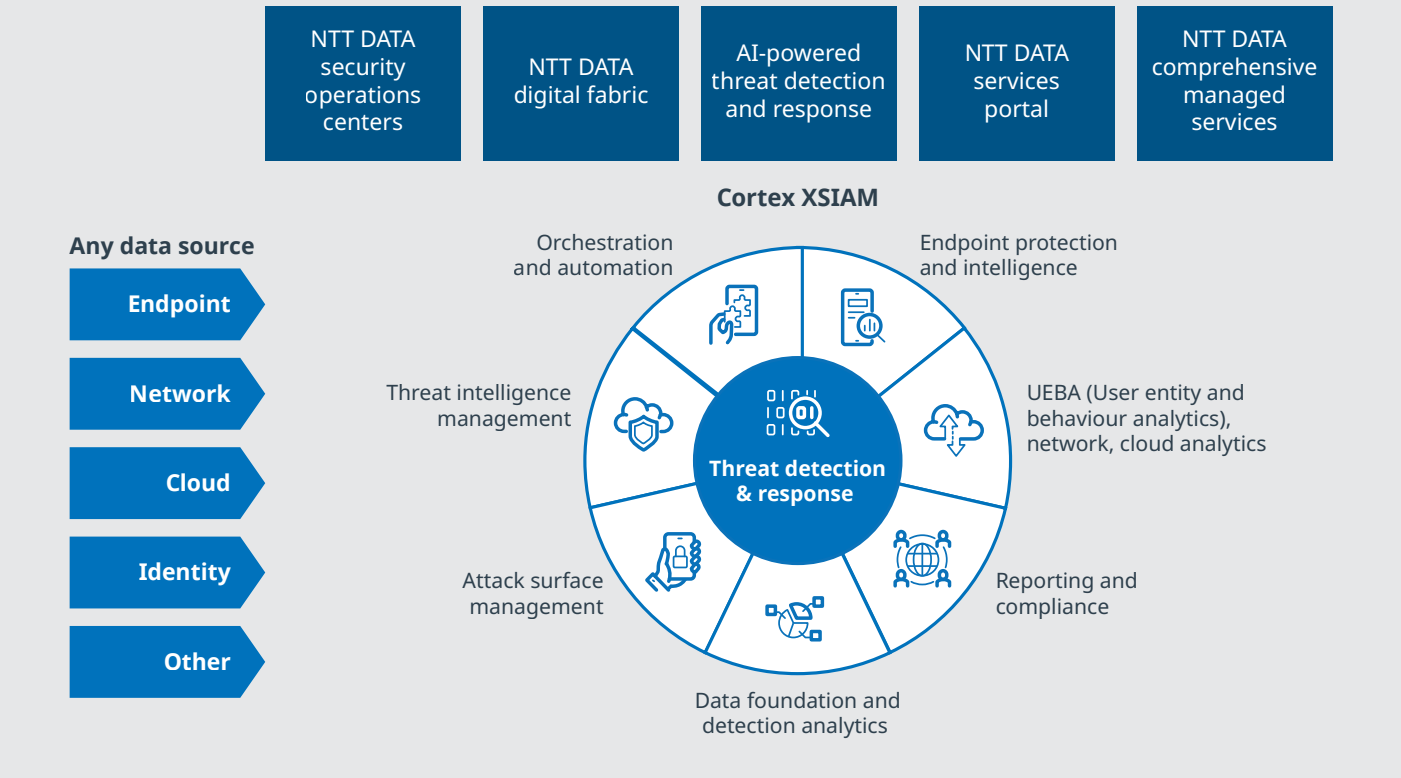 NTT DATA
security
operations
centers
NTT DATA
digital fabric
AI-powered
threat detection
and response
NTT DATA
services
portal
NTT DATA
comprehensive
managed
services
Cortex XSIAM
Any data source
Endpoint
Network
Cloud
Identity
Other
Orchestration
and automation
Endpoint protection
and intelligence
Threat intelligence
management
UEBA (User entity and
behaviour analytics),
network, cloud analytics
Threat detection
& response
Attack surface
management
Reporting and
compliance
Data foundation and
detection analytics